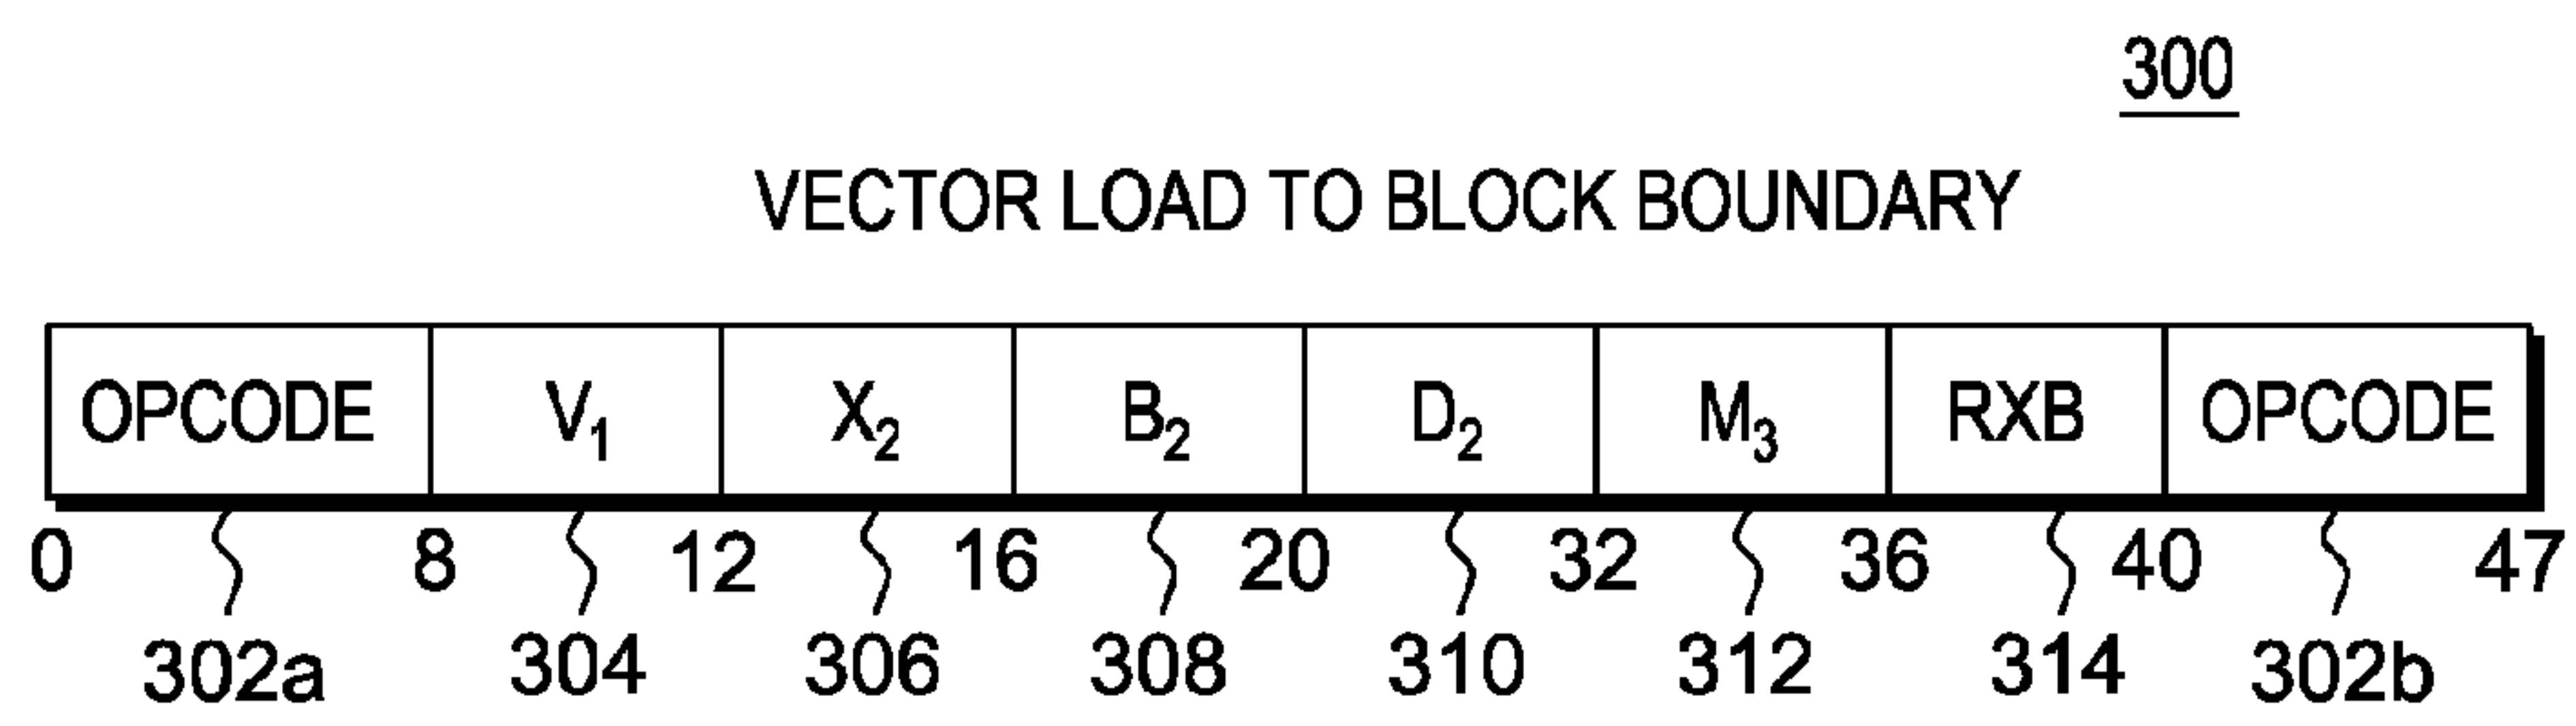 300
VECTOR LOAD TO BLOCK BOUNDARY
OPCODE V₁ X₂ B₂ D₂ M₃ RXB OPCODE
0 8 12 16 20 32 36 40 47
302a 304 306 308 310 312 314 302b